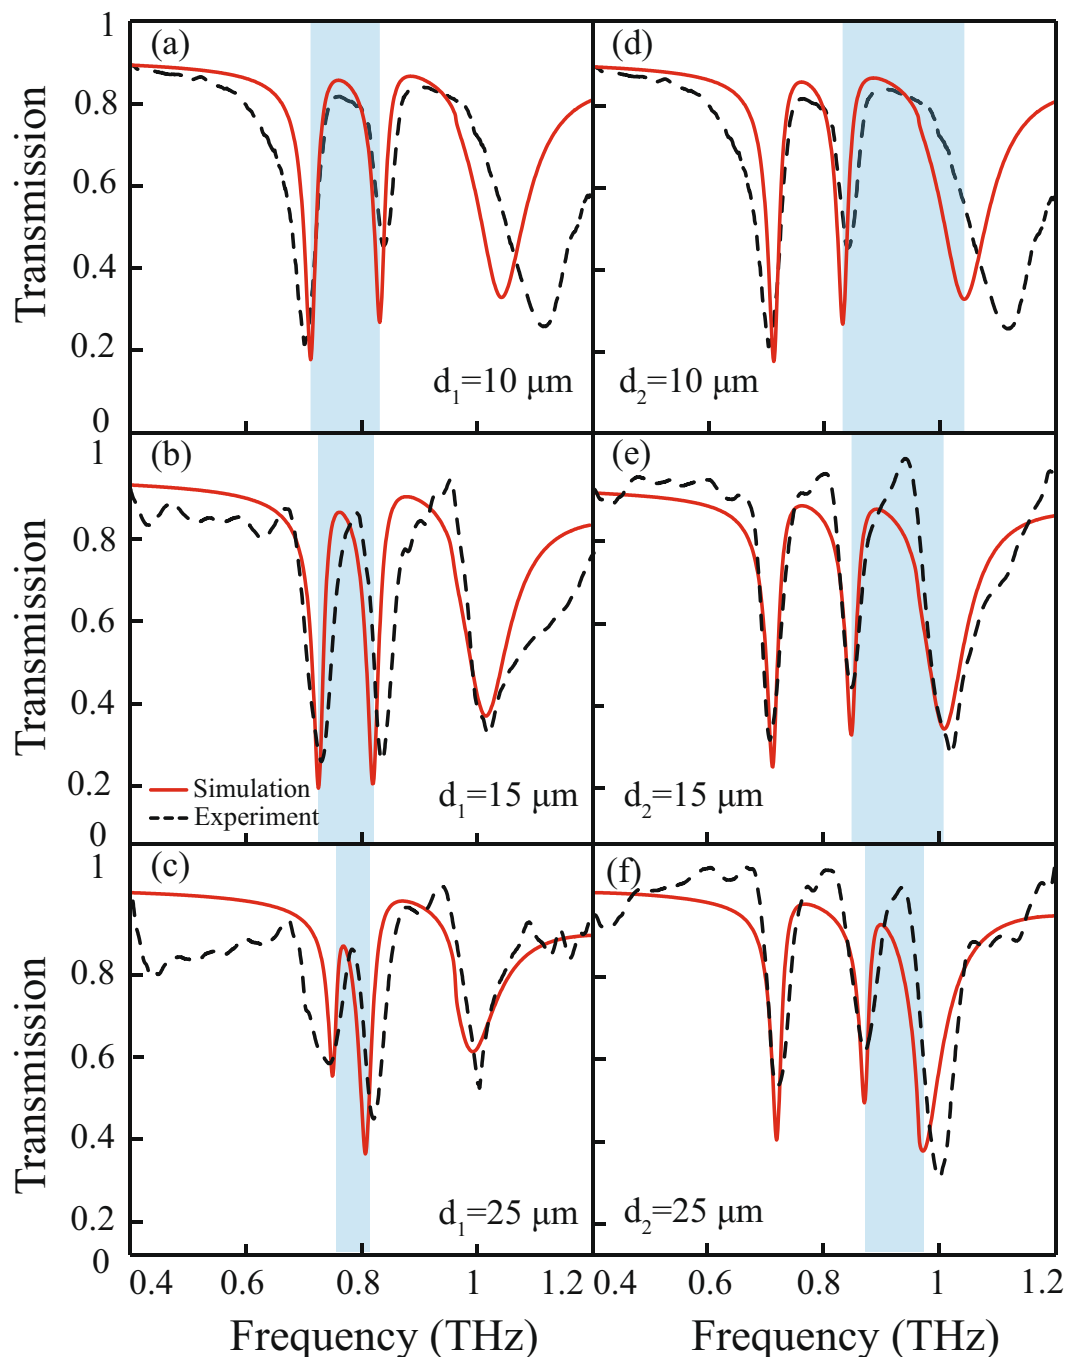 1
(a)
(d)
0.8
0.6
0.4
0.2
0
Transmission
d1=10 μm
d2=10 μm
1
(b)
(e)
0.8
0.6
0.4
0.2
0
Transmission
Simulation
Experiment
d1=15 μm
d2=15 μm
1
(c)
(f)
0.8
0.6
0.4
0.2
0
Transmission
d1=25 μm
d2=25 μm
0.4 0.6 0.8 1 1.2
0.4 0.6 0.8 1 1.2
Frequency (THz)
Frequency (THz)